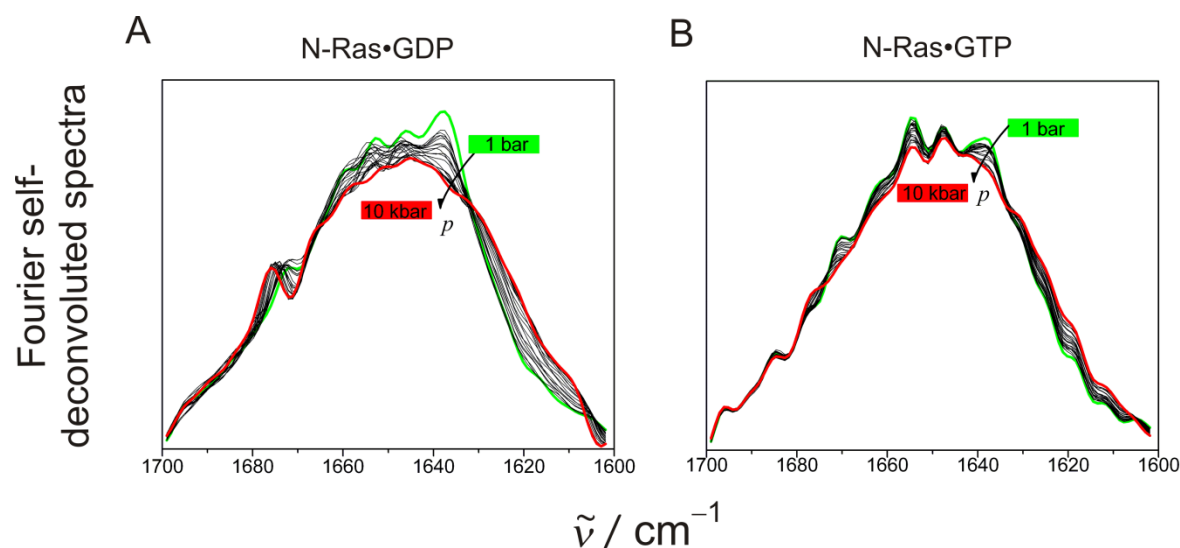 A
N-Ras•GDP
B
N-Ras•GTP
Fourier self-
deconvoluted spectra
1 bar
10 kbar
p
1700 1680 1660 1640 1620 1600
1 bar
10 kbar
p
1700 1680 1660 1640 1620 1600
ṽ / cm⁻¹